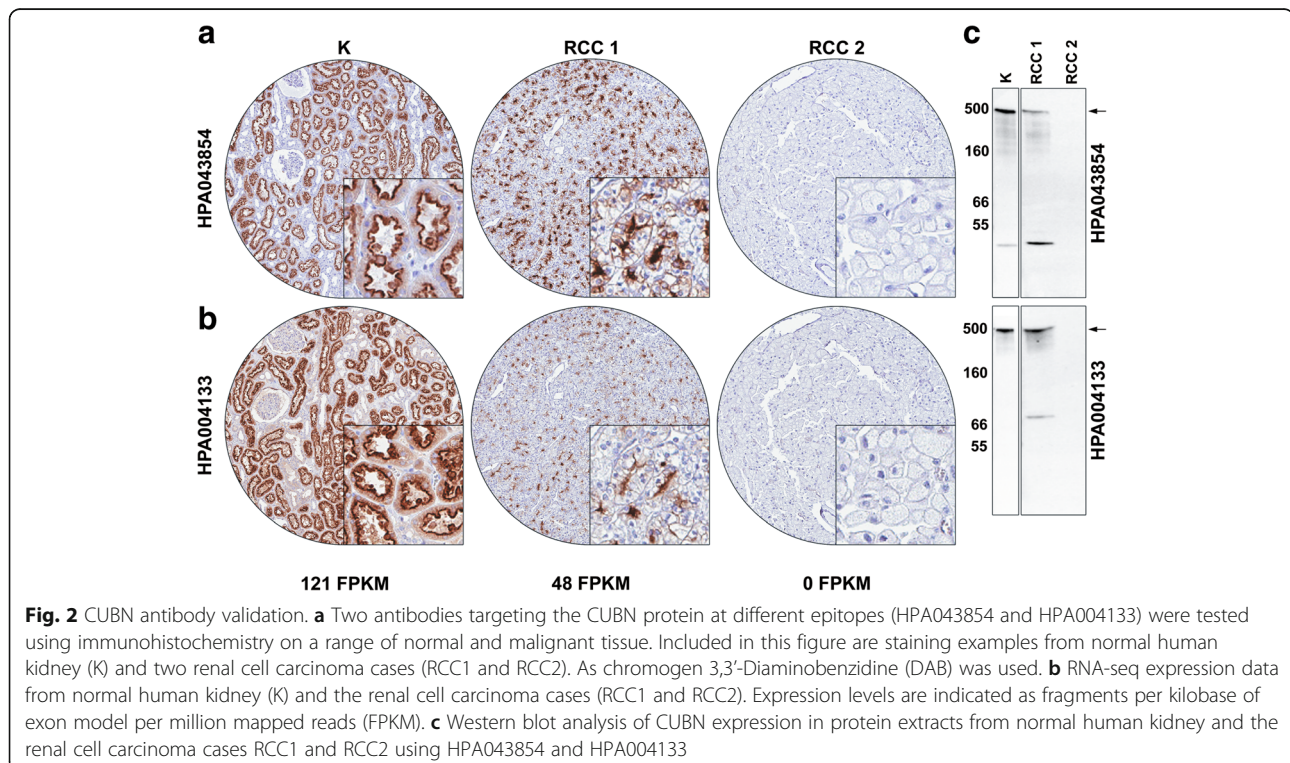 a
K
RCC 1
RCC 2
c
K
RCC 1
RCC 2
HPA043854
500
160
66
55
HPA043854
b
HPA004133
500
160
66
55
HPA004133
121 FPKM
48 FPKM
0 FPKM
Fig. 2 CUBN antibody validation. a Two antibodies targeting the CUBN protein at different epitopes (HPA043854 and HPA004133) were tested
using immunohistochemistry on a range of normal and malignant tissue. Included in this figure are staining examples from normal human
kidney (K) and two renal cell carcinoma cases (RCC1 and RCC2). As chromogen 3,3′-Diaminobenzidine (DAB) was used. b RNA-seq expression data
from normal human kidney (K) and the renal cell carcinoma cases (RCC1 and RCC2). Expression levels are indicated as fragments per kilobase of
exon model per million mapped reads (FPKM). c Western blot analysis of CUBN expression in protein extracts from normal human kidney and the
renal cell carcinoma cases RCC1 and RCC2 using HPA043854 and HPA004133